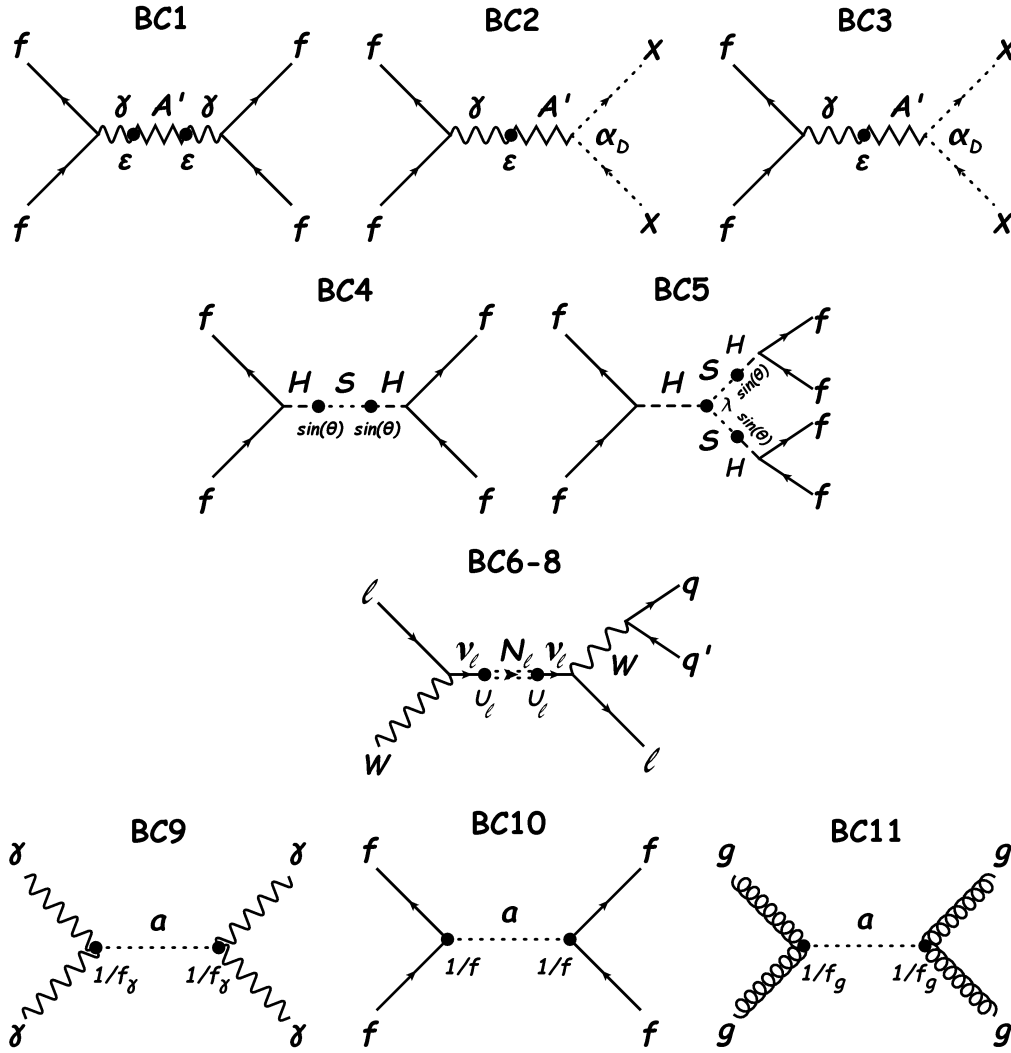 BC1 BC2 BC3
f f f χ f χ
γ A' γ γ A' γ A'
ε ε ε α_D ε α_D
f f f χ f χ
BC4 BC5
f f f f
H
S
H S H H sin(θ) f
λ
sin(θ) sin(θ) sin(θ) f
S
H
f f f f
BC6-8
ℓ q
ν_ℓ N_ℓ ν_ℓ W q'
U_ℓ U_ℓ
W ℓ
BC9 BC10 BC11
γ γ f f g g
a a a
1/f_γ 1/f_γ 1/f 1/f 1/f_g 1/f_g
γ γ f f g g